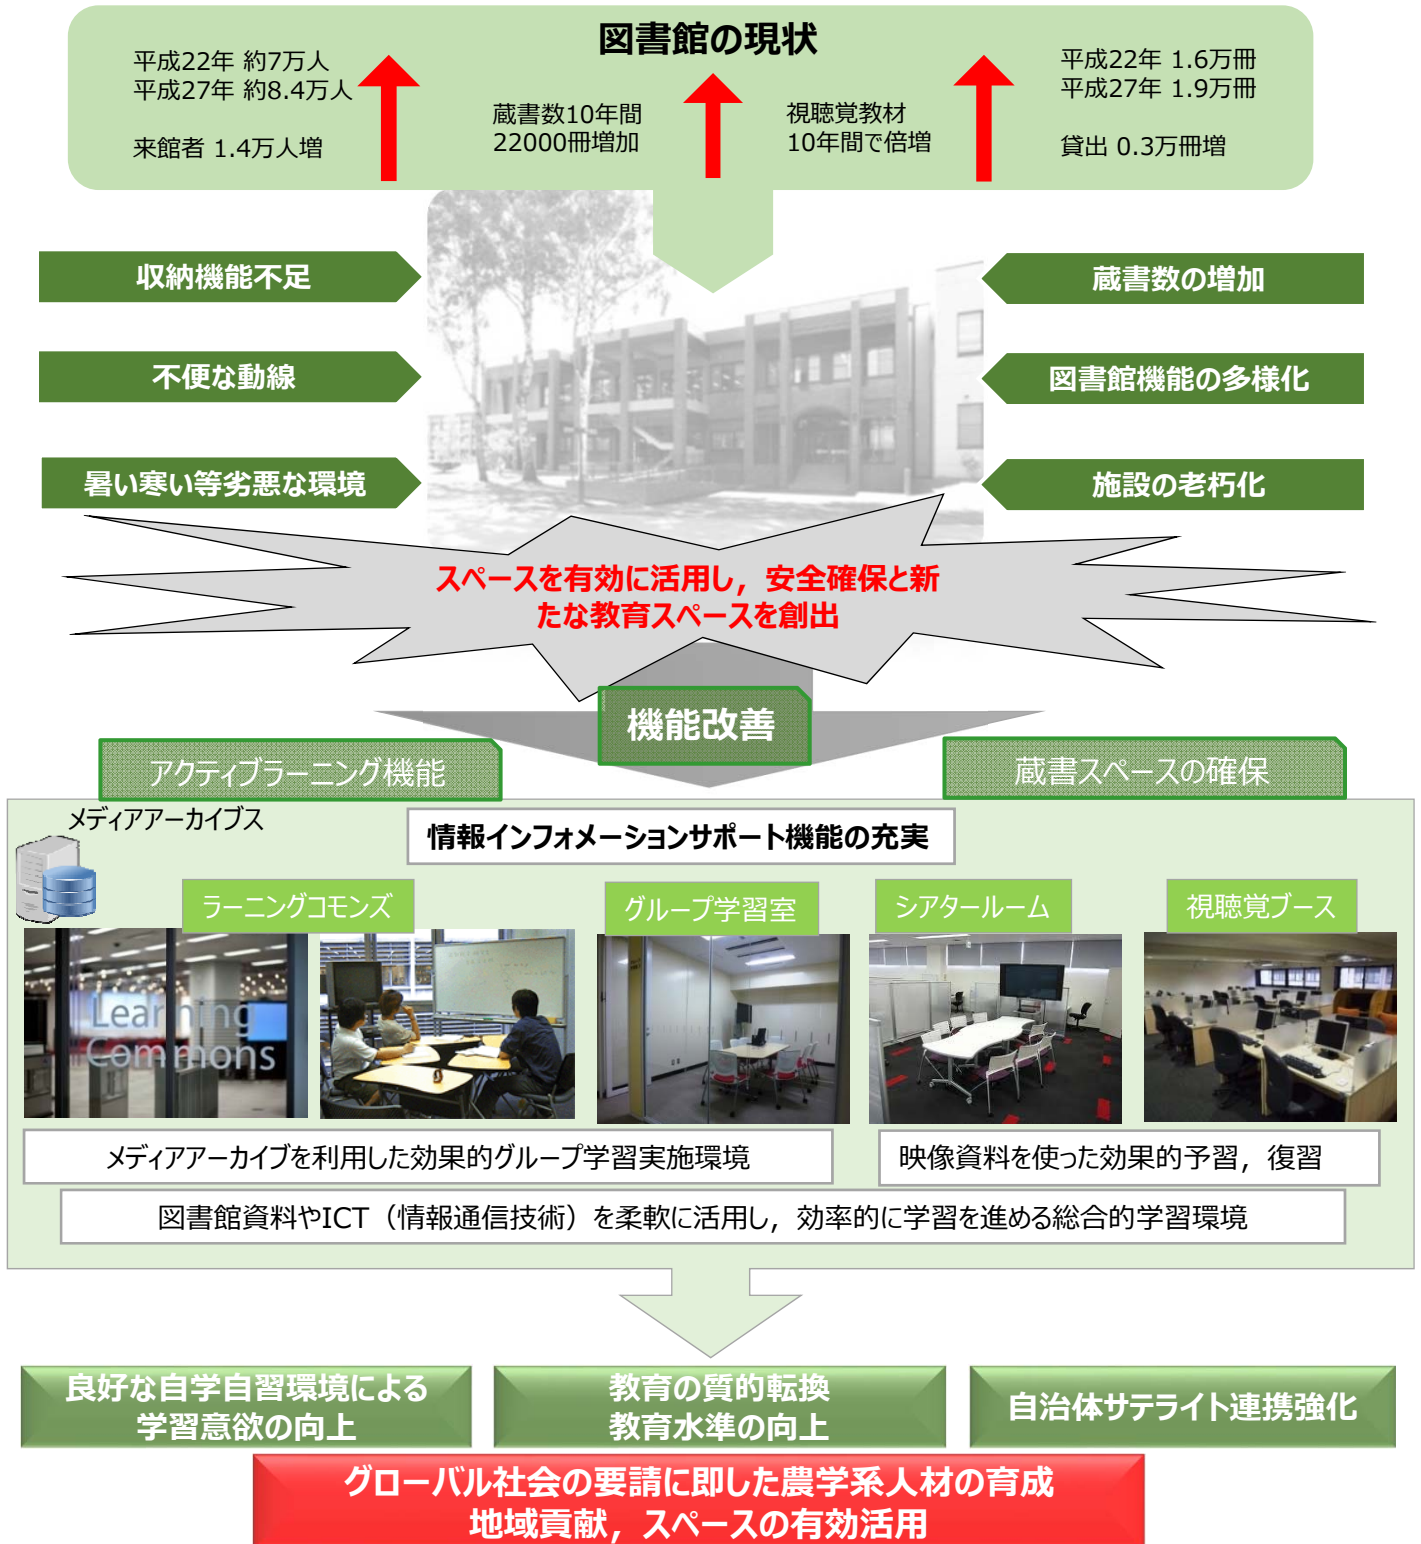 図書館の現状
平成22年 約7万人
平成27年 約8.4万人
来館者 1.4万人増
蔵書数10年間
22000冊増加
視聴覚教材
10年間で倍増
平成22年 1.6万冊
平成27年 1.9万冊
貸出 0.3万冊増
収納機能不足
不便な動線
暑い寒い等劣悪な環境
蔵書数の増加
図書館機能の多様化
施設の老朽化
スペースを有効に活用し，安全確保と新
たな教育スペースを創出
機能改善
アクティブラーニング機能
蔵書スペースの確保
メディアアーカイブス
情報インフォメーションサポート機能の充実
ラーニングコモンズ
グループ学習室
シアタールーム
視聴覚ブース
Learning
Commons
メディアアーカイブを利用した効果的グループ学習実施環境
映像資料を使った効果的予習，復習
図書館資料やICT（情報通信技術）を柔軟に活用し，効率的に学習を進める総合的学習環境
良好な自学自習環境による
学習意欲の向上
教育の質的転換
教育水準の向上
自治体サテライト連携強化
グローバル社会の要請に即した農学系人材の育成
地域貢献，スペースの有効活用